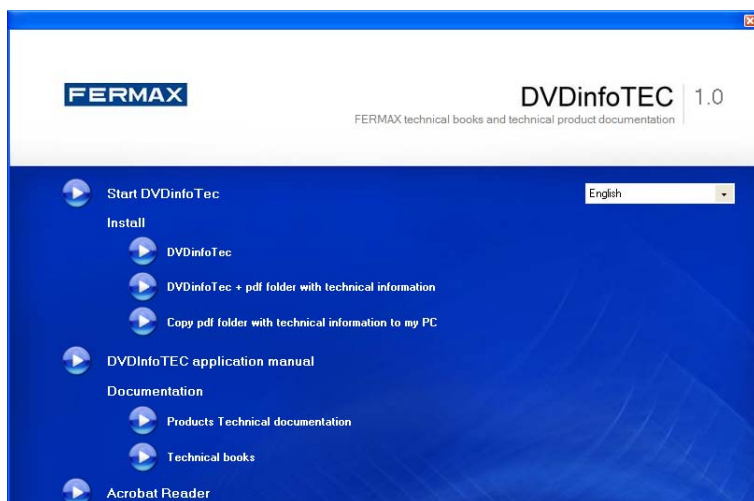 FERMAX
DVDinfoTEC 1.0
FERMAX technical books and technical product documentation
Start DVDinfoTec
English
Install
DVDinfoTec
DVDinfoTec + pdf folder with technical information
Copy pdf folder with technical information to my PC
DVDInfoTEC application manual
Documentation
Products Technical documentation
Technical books
Acrobat Reader